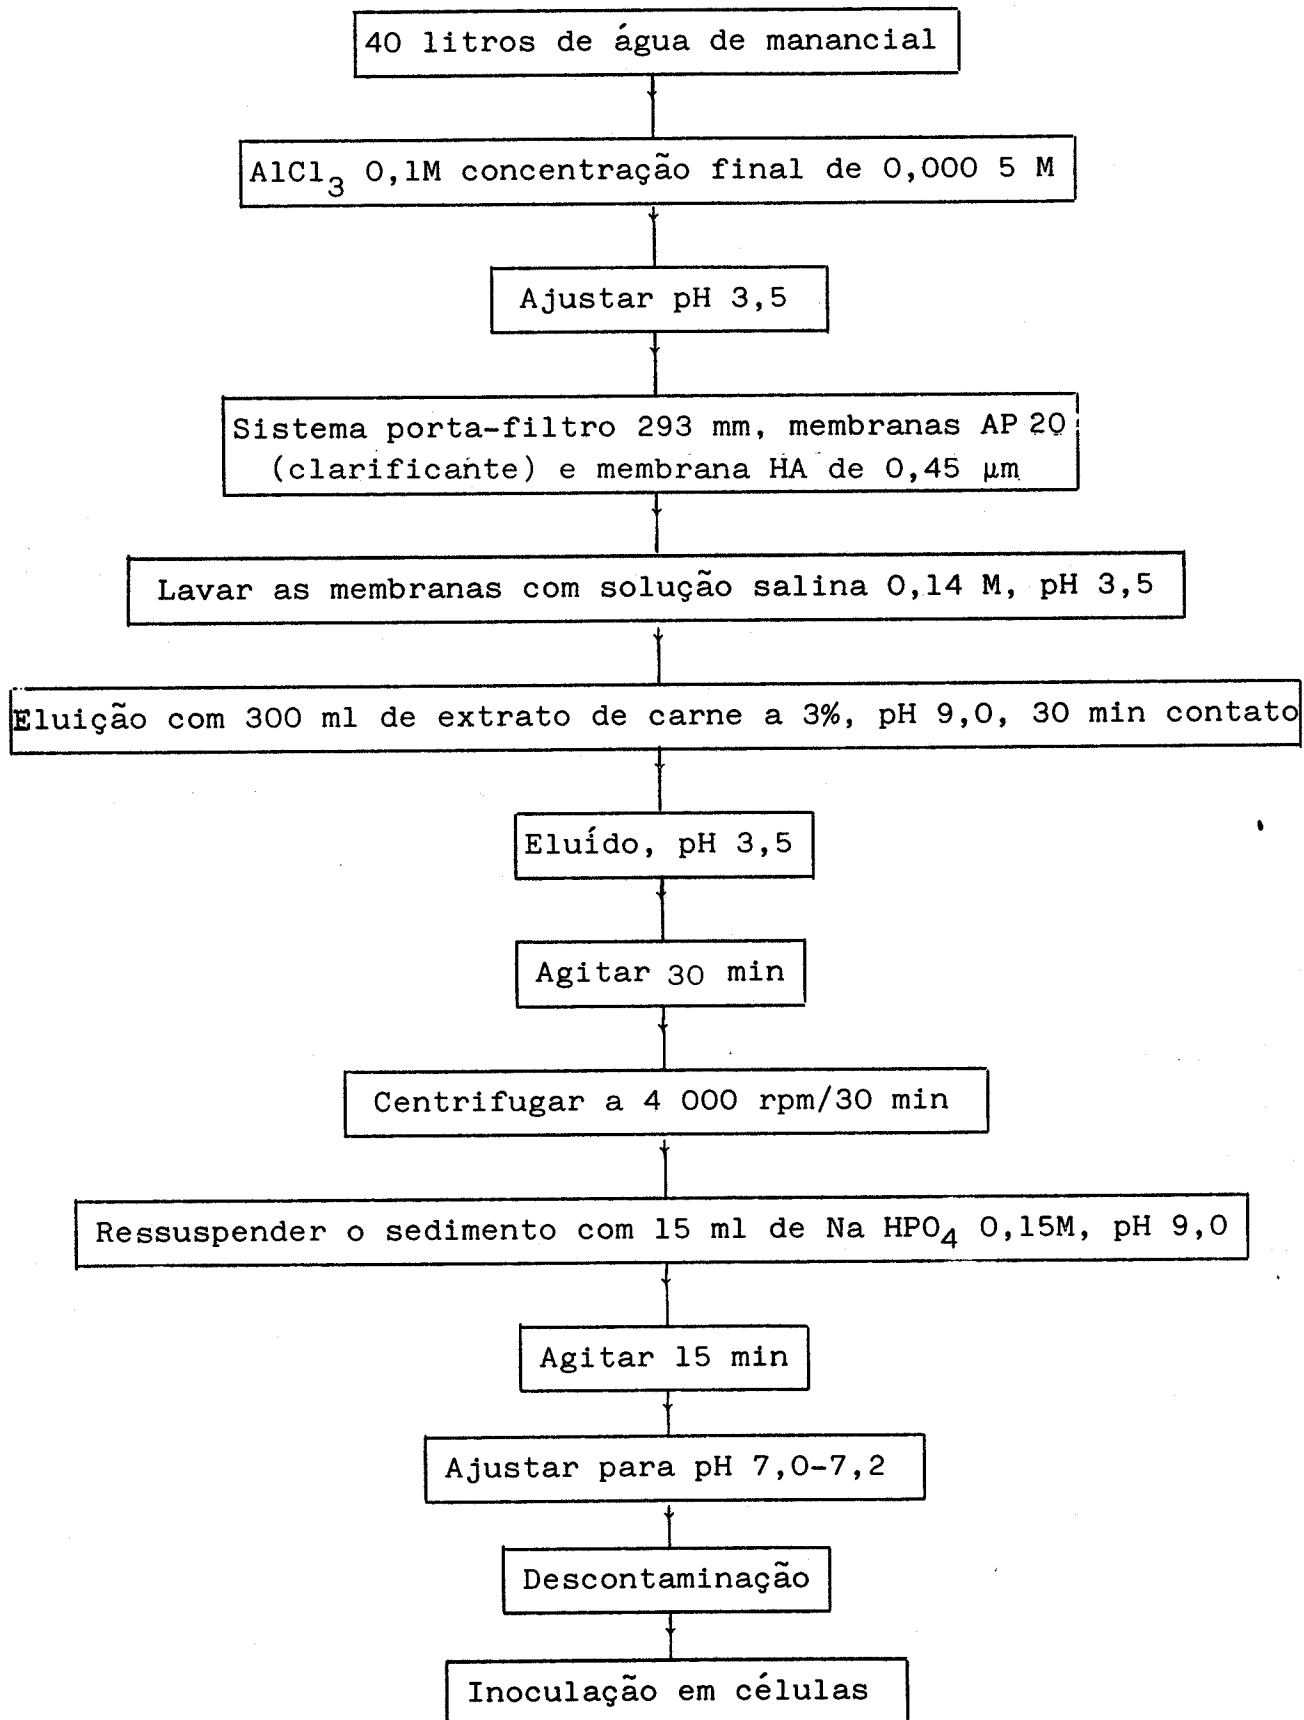 40 litros de água de manancial
AlCl₃ 0,1M concentração final de 0,000 5 M
Ajustar pH 3,5
Sistema porta-filtro 293 mm, membranas AP 20
(clarificante) e membrana HA de 0,45 μm
Lavar as membranas com solução salina 0,14 M, pH 3,5
Eluição com 300 ml de extrato de carne a 3%, pH 9,0, 30 min contato
Eluído, pH 3,5
Agitar 30 min
Centrifugar a 4 000 rpm/30 min
Ressuspender o sedimento com 15 ml de Na HPO₄ 0,15M, pH 9,0
Agitar 15 min
Ajustar para pH 7,0-7,2
Descontaminação
Inoculação em células